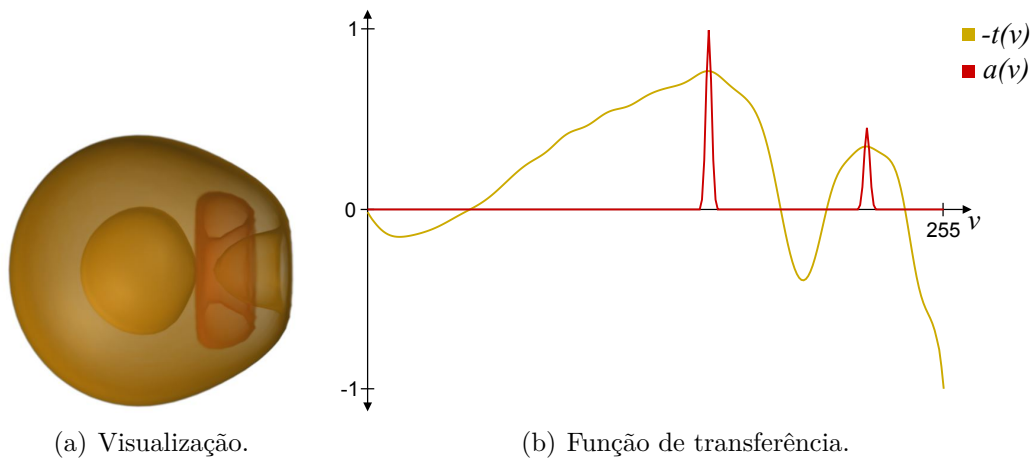 1
-t(v)
a(v)
0
v
255
-1
(a) Visualização.
(b) Função de transferência.